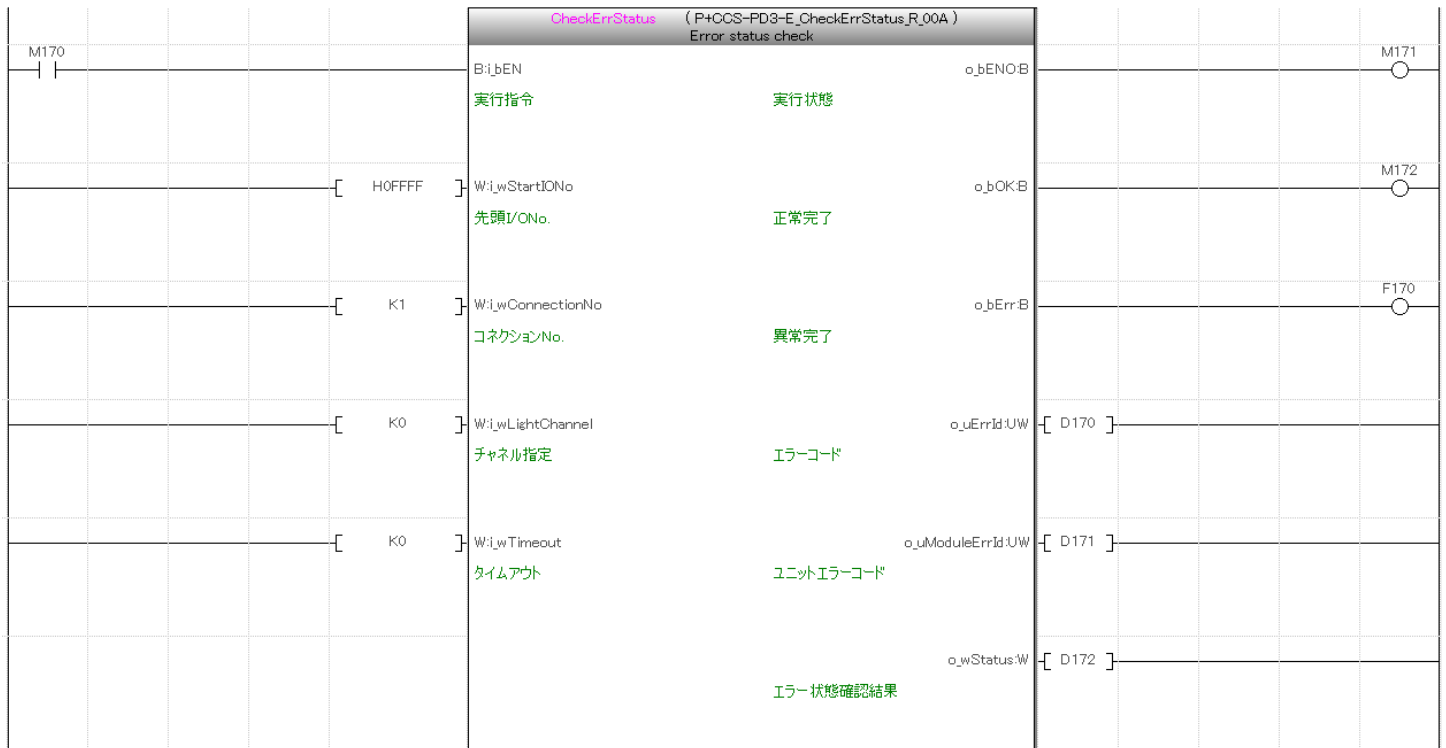 CheckErrStatus (P+CCS-PD3-E_CheckErrStatus_R_00A)
Error status check
M170 B:i_bEN o_bENO:B M171
実行指令 実行状態
H0FFFF W:i_wStartIONo o_bOK:B M172
先頭I/ONo. 正常完了
K1 W:i_wConnectionNo o_bErr:B F170
コネクションNo. 異常完了
K0 W:i_wLightChannel o_uErrId:UW D170
チャネル指定 エラーコード
K0 W:i_wTimeout o_uModuleErrId:UW D171
タイムアウト ユニットエラーコード
o_wStatus:W D172
エラー状態確認結果